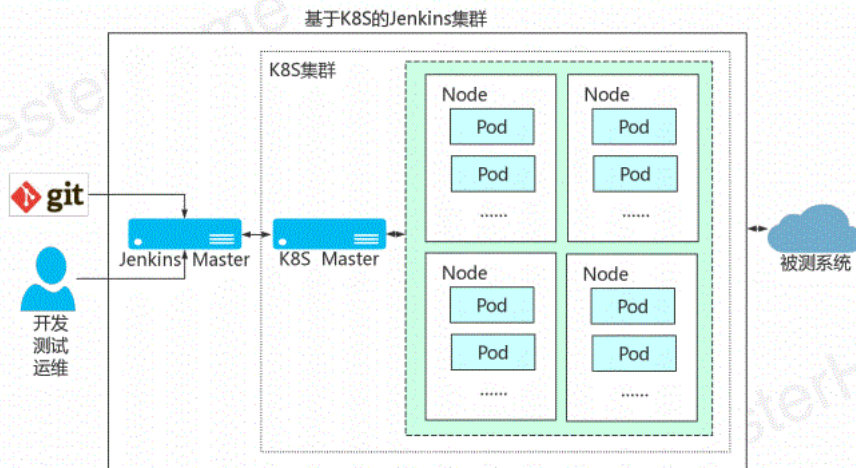 基于K8S的Jenkins集群
K8S集群
Node
Pod
Pod
......
Node
Pod
Pod
......
git
Jenkins Master
K8S Master
被测系统
开发
测试
运维
Node
Pod
Pod
......
Node
Pod
Pod
......